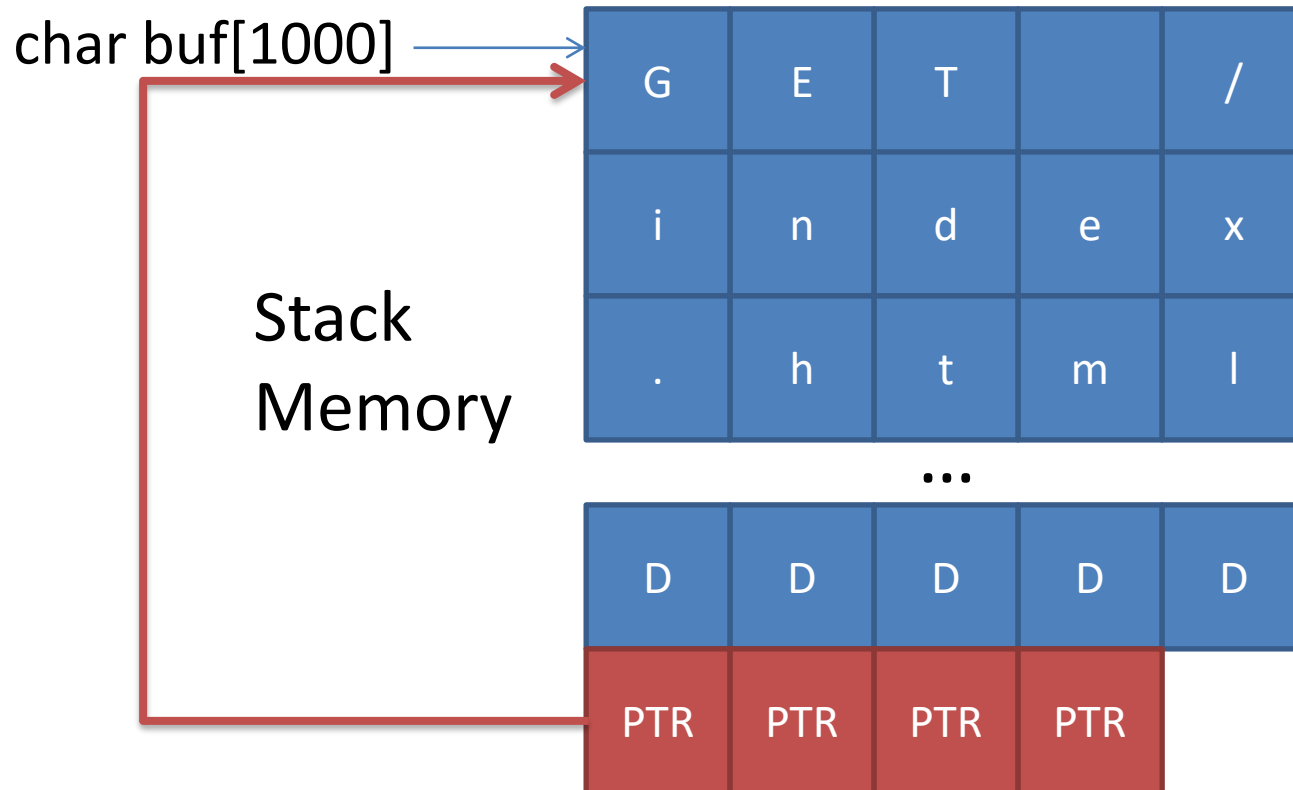 char buf[1000]
G E T /
i n d e x
Stack
Memory
. h t m l
...
D D D D D
PTR PTR PTR PTR